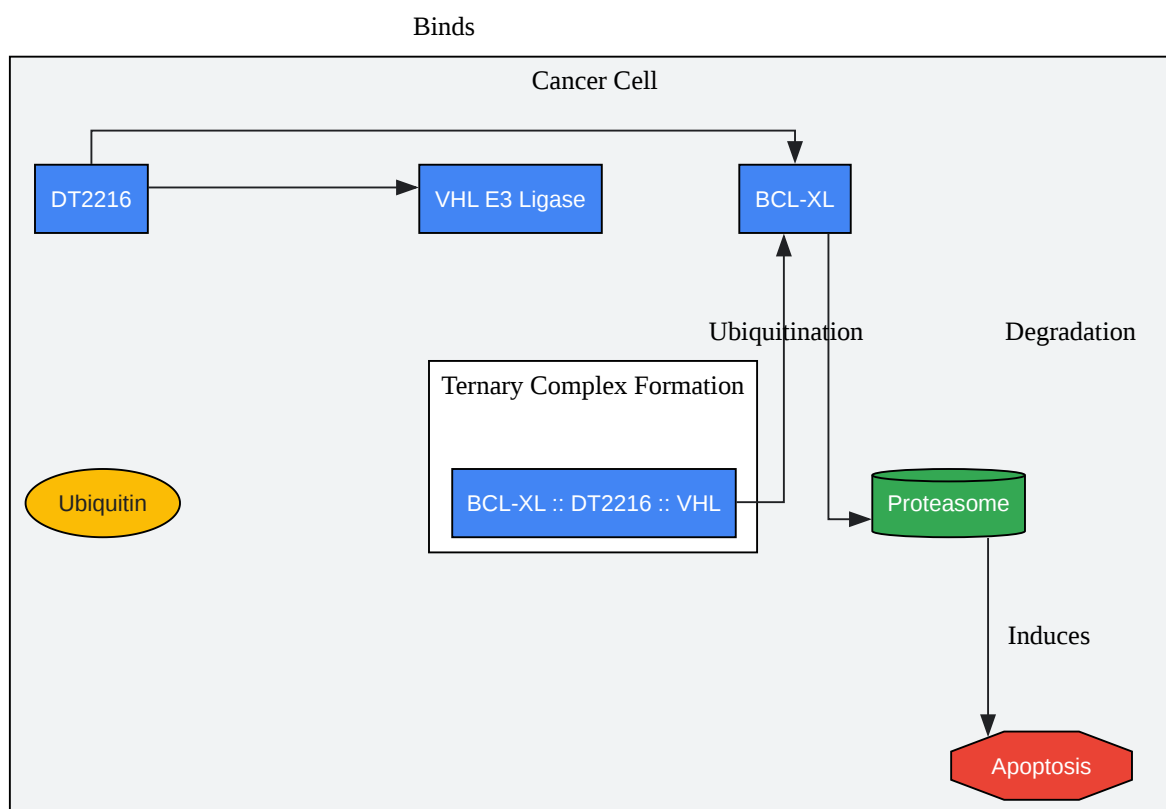 Binds
Cancer Cell
DT2216
VHL E3 Ligase
BCL-XL
Ubiquitination
Degradation
Ternary Complex Formation
Ubiquitin
BCL-XL :: DT2216 :: VHL
Proteasome
Induces
Apoptosis